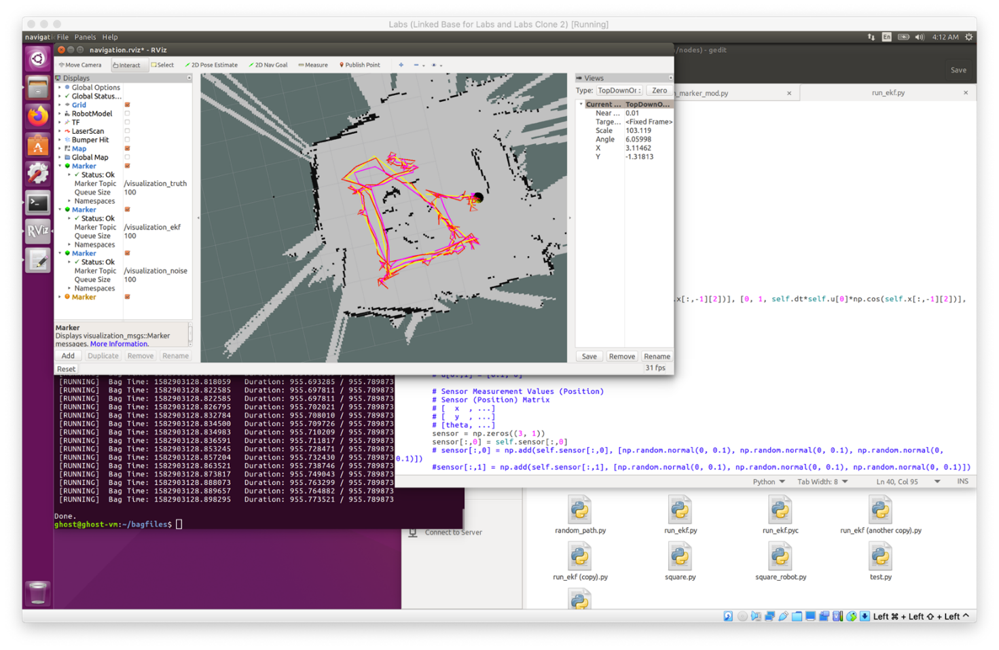 Labs (Linked Base for Labs and Labs Clone 2) [Running]
navigati File Panels Help
En 4:12 AM
navigation.rviz* - RViz
/nodes) - gedit
Move Camera Interact Select 2D Pose Estimate 2D Nav Goal Measure Publish Point
Save
_marker_mod.py
run_ekf.py
Displays
Global Options
Global Status...
Grid
RobotModel
TF
LaserScan
Bumper Hit
Map
Global Map
Marker
Status: Ok
Marker Topic /visualization_truth
Queue Size 100
Namespaces
Marker
Status: Ok
Marker Topic /visualization_ekf
Queue Size 100
Namespaces
Marker
Status: Ok
Marker Topic /visualization_noise
Queue Size 100
Namespaces
Marker
Marker
Displays visualization_msgs::Marker
messages. More Information.
Add Duplicate Remove Rename
Reset
Views
Type: TopDownOr Zero
Current ... TopDownO...
Near ... 0.01
Targe... <Fixed Frame>
Scale 103.119
Angle 6.05998
X 3.11462
Y -1.31813
Save Remove Rename
31 fps
.x[:,-1][2])], [0, 1, self.dt*self.u[0]*np.cos(self.x[:,-1][2])],
# Sensor Measurement Values (Position)
# Sensor (Position) Matrix
# [ x , ...]
# [ y , ...]
# [theta, ...]
sensor = np.zeros((3, 1))
sensor[:,0] = self.sensor[:,0]
# sensor[:,0] = np.add(self.sensor[:,0], [np.random.normal(0, 0.1), np.random.normal(0, 0.1), np.random.normal(0,
0.1)])
#sensor[:,1] = np.add(self.sensor[:,1], [np.random.normal(0, 0.1), np.random.normal(0, 0.1), np.random.normal(0, 0.1)])
Python Tab Width: 8 Ln 40, Col 95 INS
[RUNNING] Bag Time: 1582903128.818059 Duration: 955.693285 / 955.789873
[RUNNING] Bag Time: 1582903128.822585 Duration: 955.697811 / 955.789873
[RUNNING] Bag Time: 1582903128.822585 Duration: 955.697811 / 955.789873
[RUNNING] Bag Time: 1582903128.826795 Duration: 955.702021 / 955.789873
[RUNNING] Bag Time: 1582903128.832784 Duration: 955.708010 / 955.789873
[RUNNING] Bag Time: 1582903128.834500 Duration: 955.709726 / 955.789873
[RUNNING] Bag Time: 1582903128.834983 Duration: 955.710209 / 955.789873
[RUNNING] Bag Time: 1582903128.836591 Duration: 955.711817 / 955.789873
[RUNNING] Bag Time: 1582903128.853245 Duration: 955.728471 / 955.789873
[RUNNING] Bag Time: 1582903128.857204 Duration: 955.732430 / 955.789873
[RUNNING] Bag Time: 1582903128.863521 Duration: 955.738746 / 955.789873
[RUNNING] Bag Time: 1582903128.873817 Duration: 955.749043 / 955.789873
[RUNNING] Bag Time: 1582903128.888073 Duration: 955.763299 / 955.789873
[RUNNING] Bag Time: 1582903128.889657 Duration: 955.764882 / 955.789873
[RUNNING] Bag Time: 1582903128.898295 Duration: 955.773521 / 955.789873
Done.
ghost@ghost-vm:~/bagfiles$
Connect to Server
random_path.py run_ekf.py run_ekf.pyc run_ekf (another copy).py
run_ekf (copy).py square.py square_robot.py test.py
Left ⌘ + Left ⇧ + Left ^